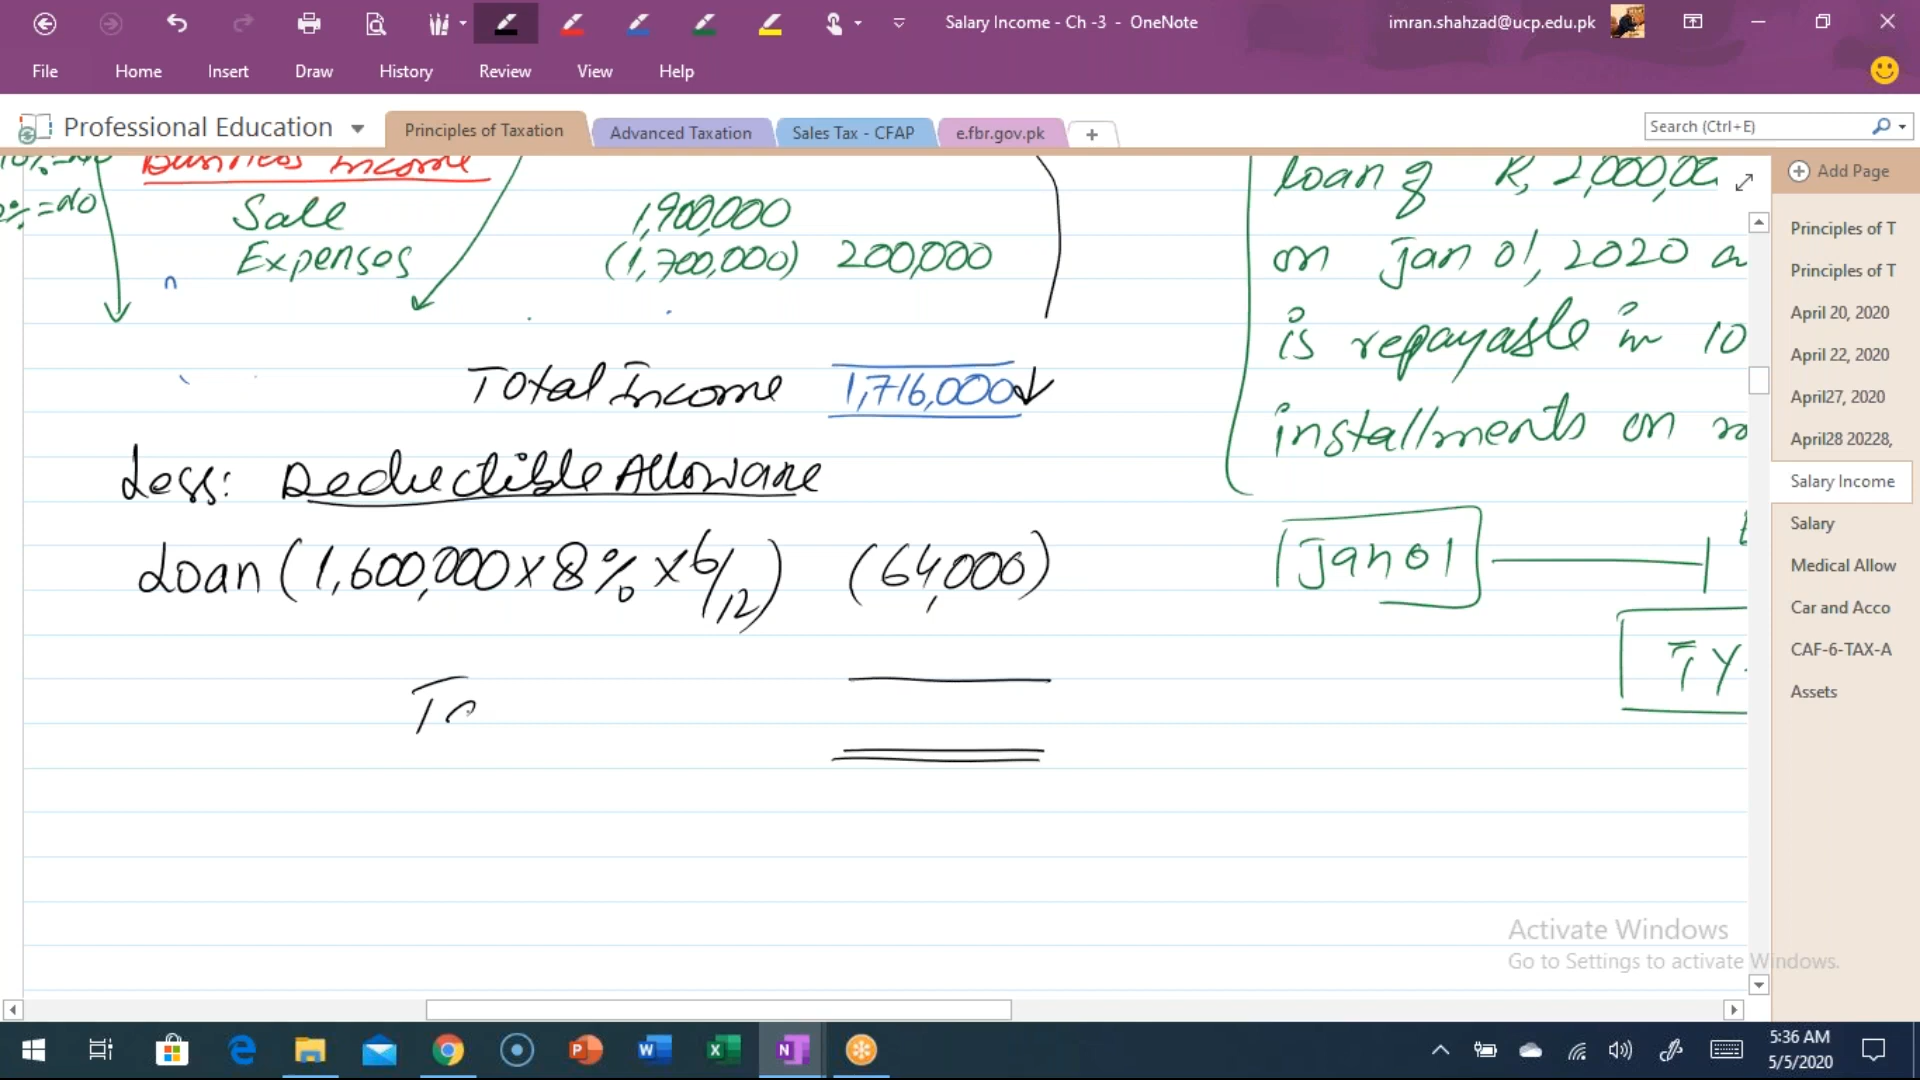 Salary Income - Ch -3 - OneNote
imran.shahzad@ucp.edu.pk
File Home Insert Draw History Review View Help
Professional Education
Principles of Taxation
Advanced Taxation
Sales Tax - CFAP
e.fbr.gov.pk
Search (Ctrl+E)
Add Page
Principles of T
Principles of T
April 20, 2020
April 22, 2020
April27, 2020
April28 20228,
Salary Income
Salary
Medical Allow
Car and Acco
CAF-6-TAX-A
Assets
Business Income
% = NO
Sale 1,900,000
Expenses (1,700,000) 200,000
Total Income 1,716,000
Less: Deductible Allowance
Loan (1,600,000 x 8% x 6/12) (64,000)
loan of R, 2,000,00
on Jan 01, 2020 a
is repayable in 10
installments on
Jan 01
TY
Activate Windows
Go to Settings to activate Windows.
5:36 AM
5/5/2020